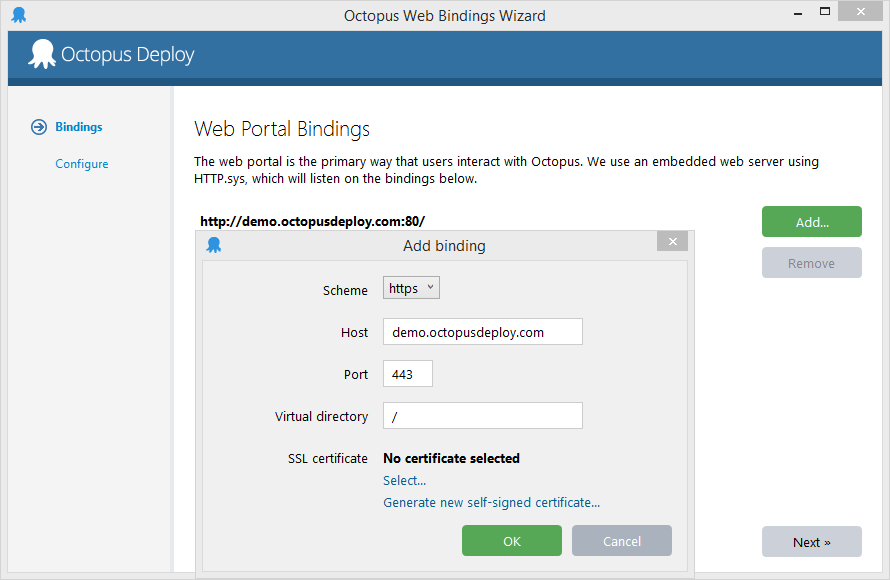 Octopus Web Bindings Wizard
Octopus Deploy
Bindings
Configure
Web Portal Bindings
The web portal is the primary way that users interact with Octopus. We use an embedded web server using
HTTP.sys, which will listen on the bindings below.
http://demo.octopusdeploy.com:80/
Add...
Remove
Add binding
Scheme https
Host demo.octopusdeploy.com
Port 443
Virtual directory /
SSL certificate No certificate selected
Select...
Generate new self-signed certificate...
OK Cancel
Next »